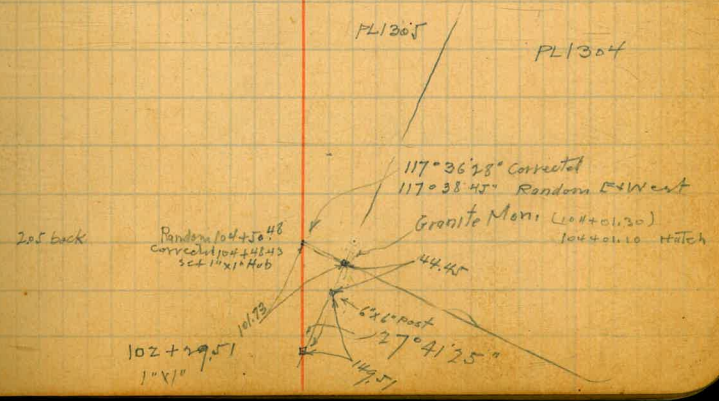 PL1305
PL1304
117° 36' 28" Corrected
117° 38' 45" Random E+West
Granite Mon. (104+01.30)
104+01.10 Hatch
205 back
Random 104+50.48
Corrected 104+48.43
Set 1"x1" Hub
44.45
101.73
6"x6" Post
127° 41' 25"
102 + 29.51
1"x1"
149.51